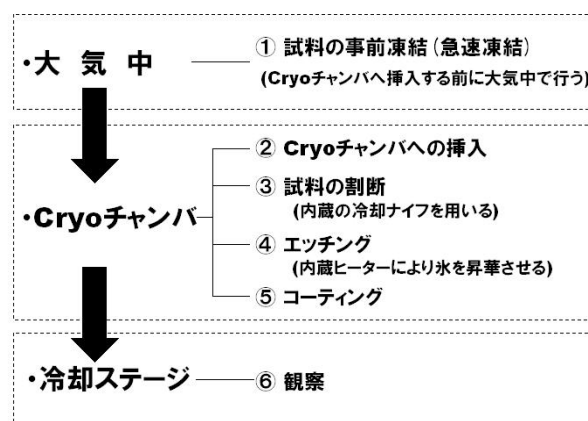 ・大 気 中
① 試料の事前凍結（急速凍結）
(Cryoチャンバへ挿入する前に大気中で行う)
・Cryoチャンバ
② Cryoチャンバへの挿入
③ 試料の割断
(内蔵の冷却ナイフを用いる)
④ エッチング
(内蔵ヒーターにより氷を昇華させる)
⑤ コーティング
・冷却ステージ
⑥ 観察